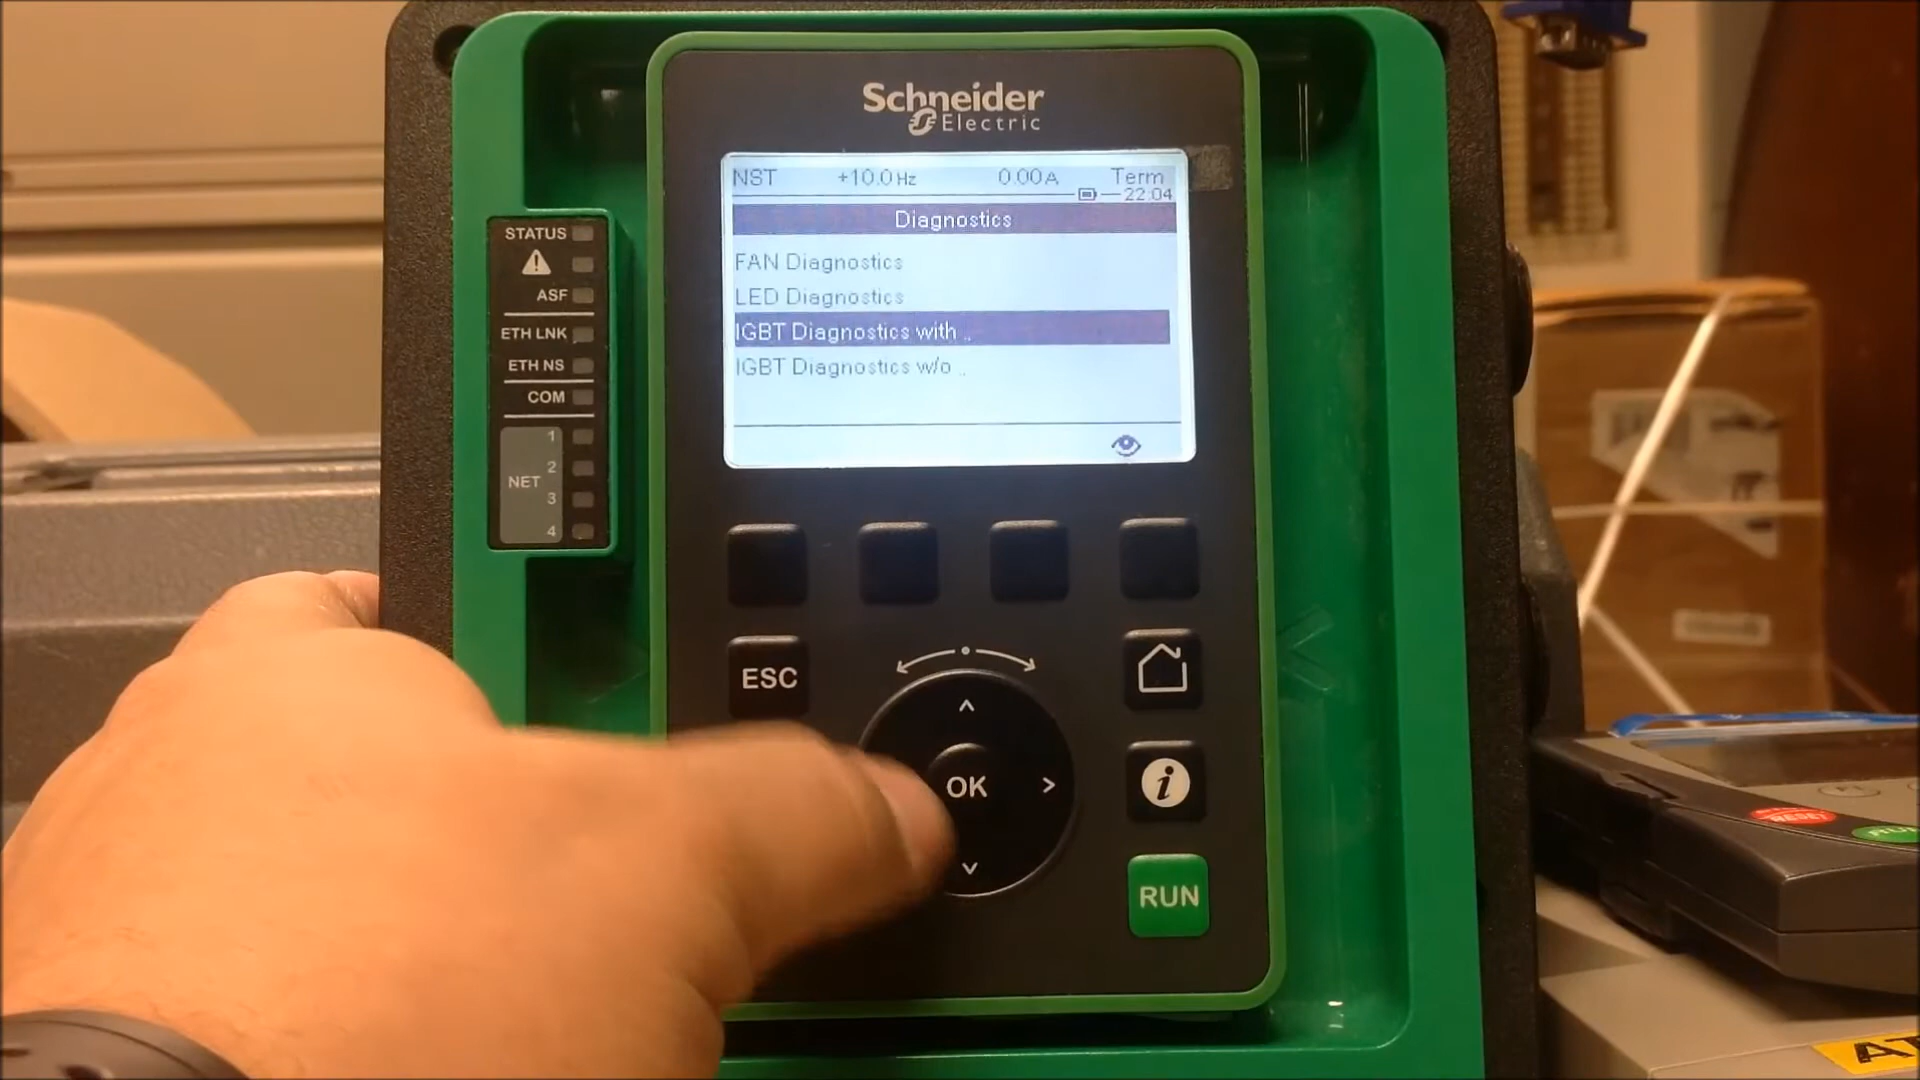 Schneider
Electric
NST +10.0 Hz 0.00 A Term
22:04
Diagnostics
FAN Diagnostics
LED Diagnostics
IGBT Diagnostics with ..
IGBT Diagnostics w/o ..
STATUS
ASF
ETH LNK
ETH NS
COM
NET
1
2
3
4
ESC
OK
i
RUN
RESET